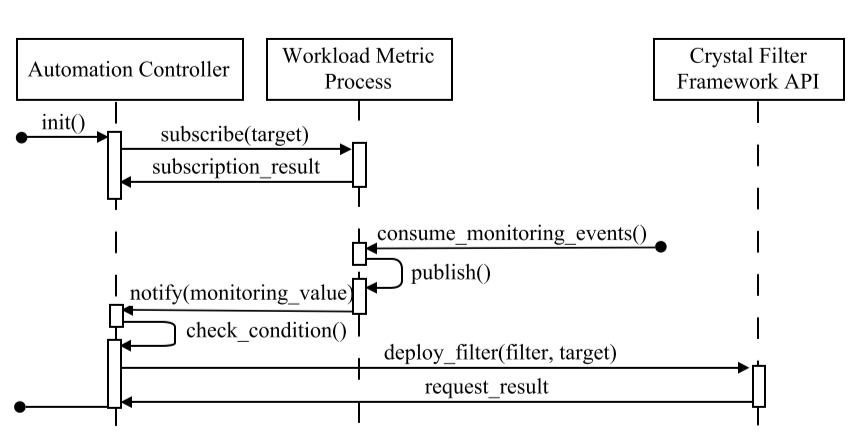 Automation Controller
Workload Metric
Process
Crystal Filter
Framework API
init()
subscribe(target)
subscription_result
consume_monitoring_events()
publish()
notify(monitoring_value)
check_condition()
deploy_filter(filter, target)
request_result